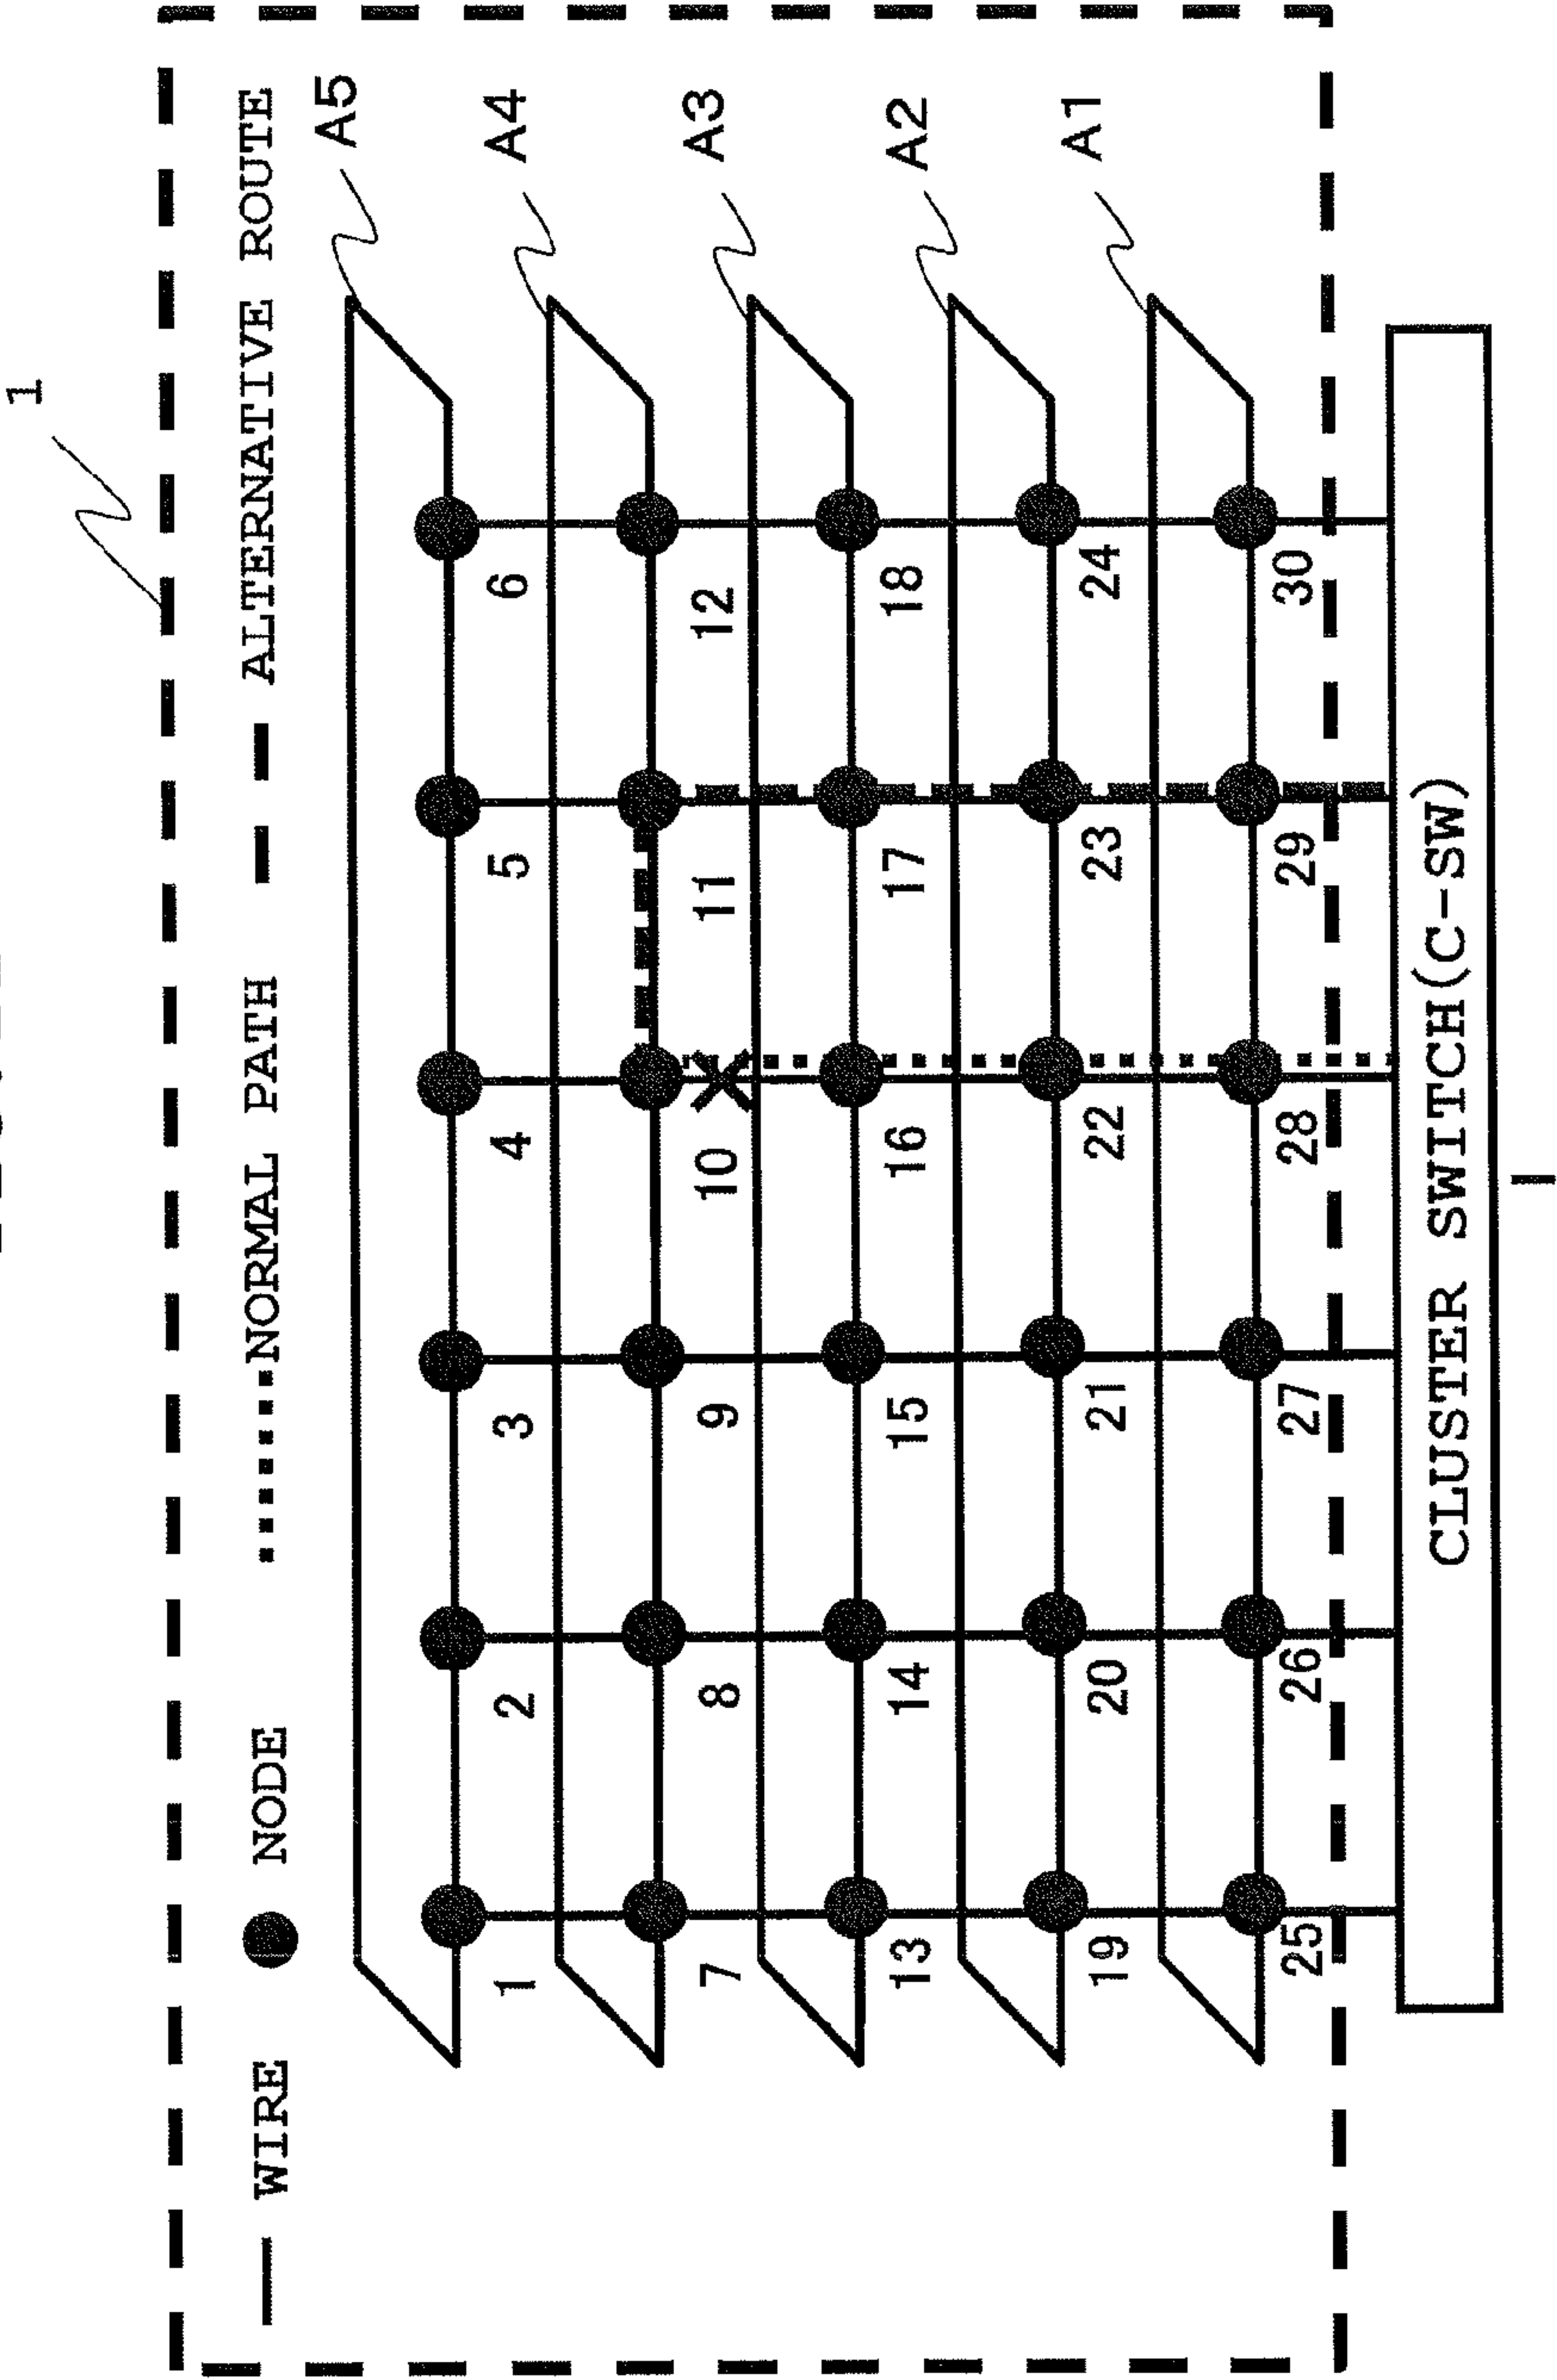 1
WIRE NODE NORMAL PATH ALTERNATIVE ROUTE
A5
1 2 3 4 5 6
A4
7 8 9 10 11 12
A3
13 14 15 16 17 18
A2
19 20 21 22 23 24
A1
25 26 27 28 29 30
CLUSTER SWITCH(C-SW)